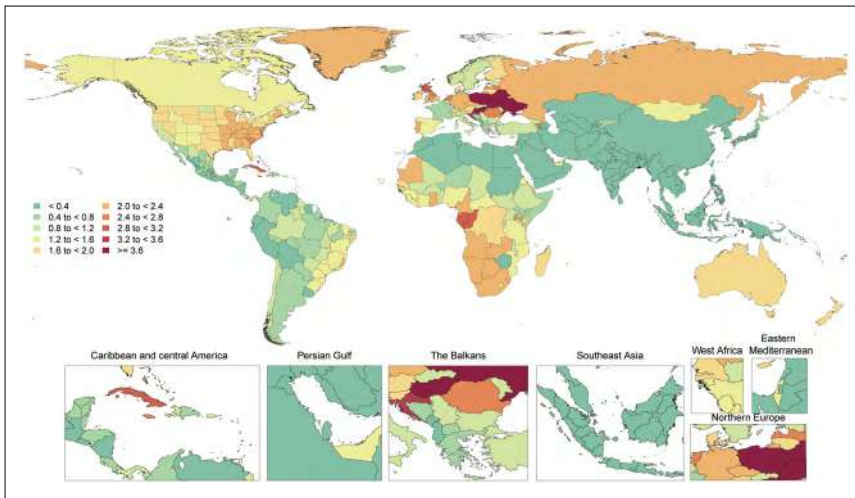 < 0.4
0.4 to < 0.8
0.8 to < 1.2
1.2 to < 1.6
1.6 to < 2.0
2.0 to < 2.4
2.4 to < 2.8
2.8 to < 3.2
3.2 to < 3.6
>= 3.6
Caribbean and central America
Persian Gulf
The Balkans
Southeast Asia
West Africa
Eastern
Mediterranean
Northern Europe